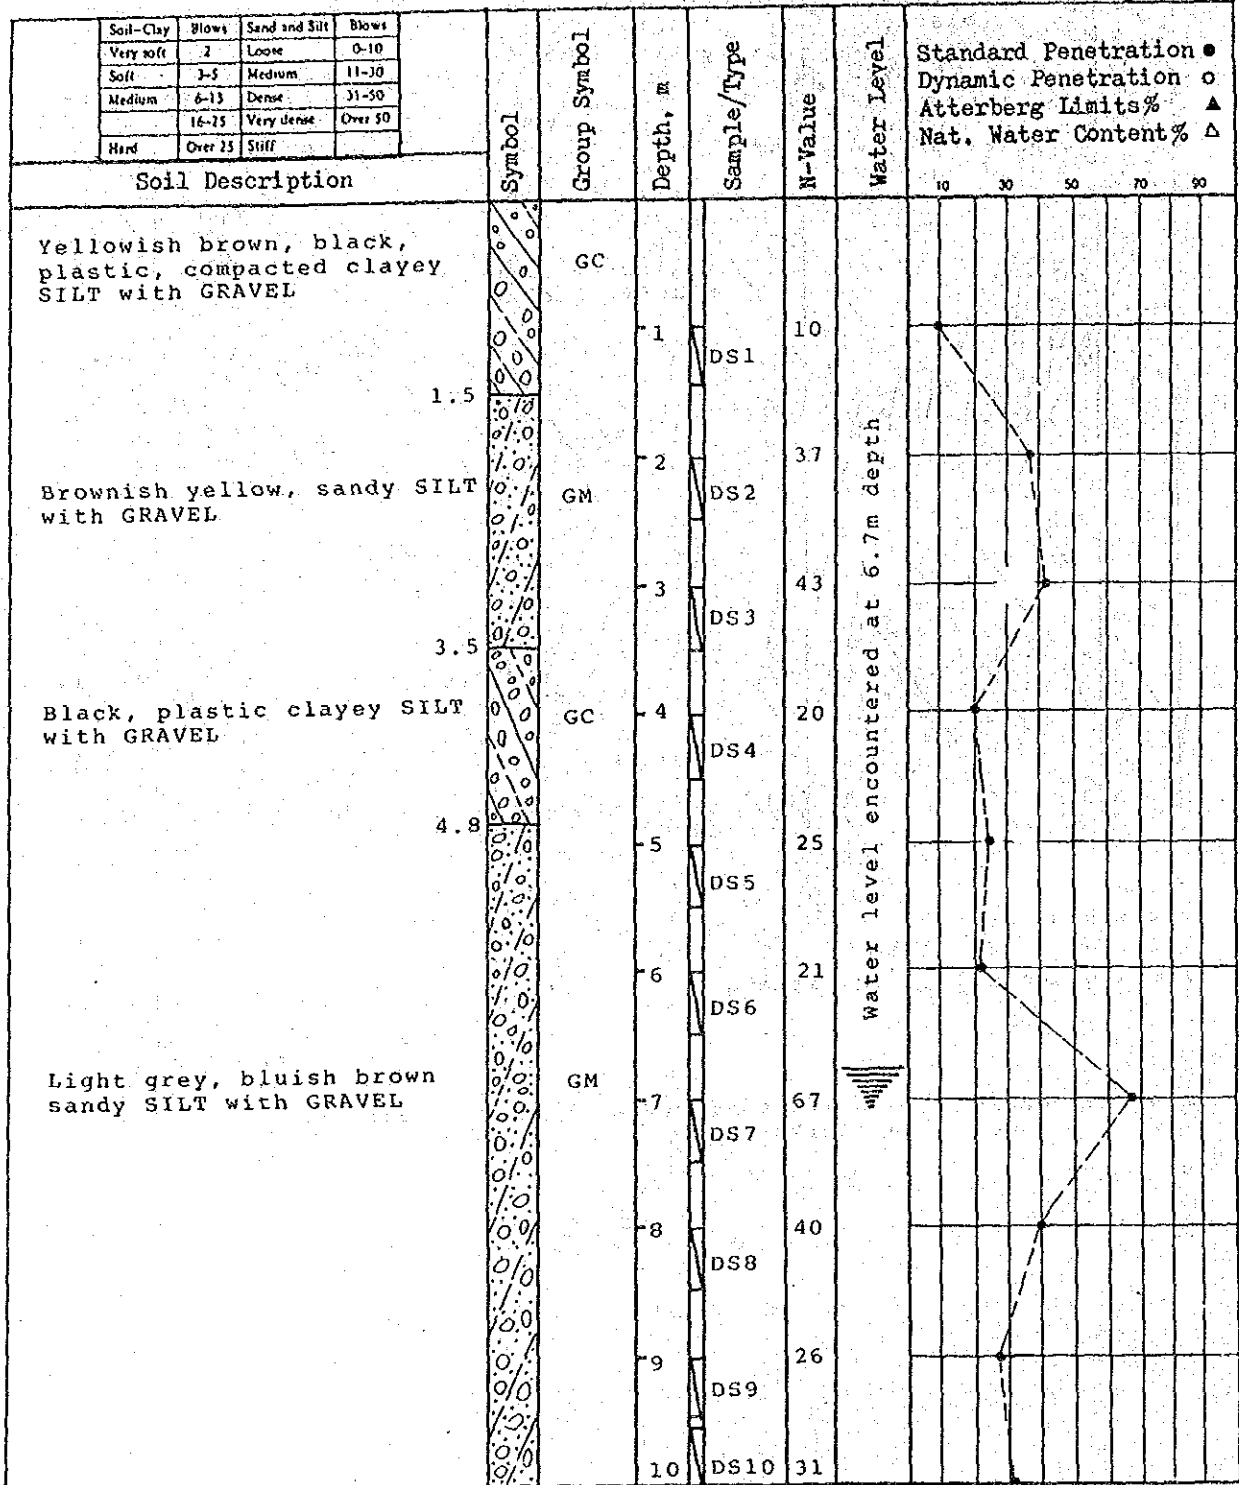 Soil-Clay Blows Sand and Silt Blows
Very soft 2 Loose 0-10
Soft 3-5 Medium 11-30
Medium 6-15 Dense 31-50
16-25 Very dense Over 50
Hard Over 25 Stiff
Soil Description
Symbol
Group Symbol
Depth, m
Sample/Type
N-Value
Water Level
Standard Penetration ●
Dynamic Penetration o
Atterberg Limits% ▲
Nat. Water Content% △
10 30 50 70 90
Yellowish brown, black,
plastic, compacted clayey
SILT with GRAVEL
GC
1 DS1 10
1.5
Brownish yellow, sandy SILT
with GRAVEL
GM
2 DS2 37
3 DS3 43
3.5
Black, plastic clayey SILT
with GRAVEL
GC
4 DS4 20
4.8
5 DS5 25
6 DS6 21
Water level encountered at 6.7m depth
Light grey, bluish brown
sandy SILT with GRAVEL
GM
7 DS7 67
8 DS8 40
9 DS9 26
10 DS10 31